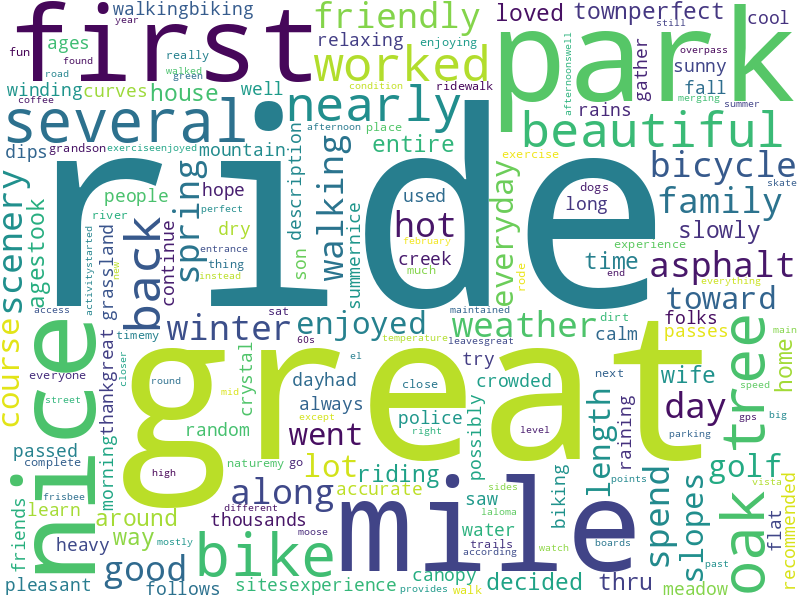 walkingbiking
friendly
loved
townperfect
cool
year
still
fun
ages
first
relaxing
enjoying
park
overpass
really
found
worked
sunny
gather
road
walked
green
winding
curves
house
well
condition
ridewalk
fall
merging
afternoonswell
coffee
several
nearly
rains
summer
beautiful
grandson
exerciseenjoyed
afternoon
place
dips
mountain
entire
exercise
bicycle
skate
scenery
people
spring
son
description
walking
used
dogs
family
river
perfect
hope
hot
long
everyday
slowly
agestook
activitystarted
back
continue
dry
entrance
thing
ride
february
creek
much
experience
time
asphalt
grassland
new
instead
summernice
rode
end
everything
access
sat
maintained
toward
course
nice
timemy
winter
60s
enjoyed
leavesgreat
weather
dirt
calm
folks
passes
main
everyone
thankgreat
closer
round
el
temperature
try
next
home
tree
street
mid
crystal
dayhad
close
crowded
wife
speed
complete
always
except
police
level
day
gps
big
passed
morning
random
great
went
right
possibly
parking
friends
frisbee
high
naturemy
go
lot
riding
length
raining
golf
vista
learn
along
accurate
saw
biking
points
spend
slopes
oak
flat
recommended
around
thousands
different
mile
sides
water
way
moose
laloma
trails
boards
past
heavy
good
mostly
bike
according
watch
canopy
pleasant
follows
sitesexperience
provides
walk
decided
thru
meadow